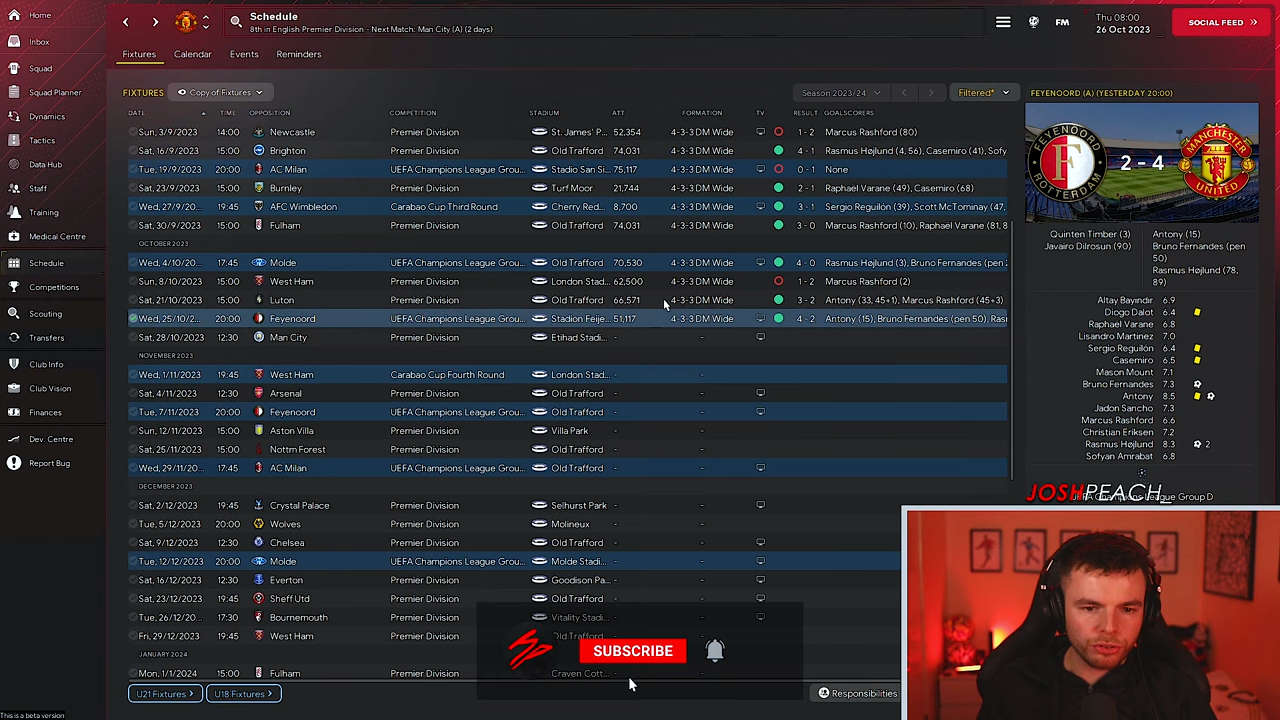 Home
Inbox
Squad
Squad Planner
Dynamics
Tactics
Data Hub
Staff
Training
Medical Centre
Schedule
Competitions
Scouting
Transfers
Club Info
Club Vision
Finances
Dev. Centre
Report Bug
This is a beta version
Schedule
8th in English Premier Division - Next Match: Man City (A) (2 days)
FM
Thu 08:00
26 Oct 2023
SOCIAL FEED
Fixtures Calendar Events Reminders
FIXTURES Copy of Fixtures Season 2023/24 Filtered*
DATE TIME OPPOSITION COMPETITION STADIUM ATT FORMATION TV RESULT GOALSCORERS
Sun, 3/9/2023 14:00 Newcastle Premier Division St. James' P... 52,354 4-3-3 DM Wide 1-2 Marcus Rashford (80)
Sat, 16/9/2023 15:00 Brighton Premier Division Old Trafford 74,031 4-3-3 DM Wide 4-1 Rasmus Højlund (4, 56), Casemiro (41), Sofy
Tue, 19/9/2023 20:00 AC Milan UEFA Champions League Grou... Stadio San Si... 75,117 4-3-3 DM Wide 0-1 None
Sat, 23/9/2023 15:00 Burnley Premier Division Turf Moor 21,744 4-3-3 DM Wide 2-1 Raphaël Varane (49), Casemiro (68)
Wed, 27/9/20... 19:45 AFC Wimbledon Carabao Cup Third Round Cherry Red... 8,700 4-3-3 DM Wide 3-1 Sergio Reguilón (39), Scott McTominay (47,
Sat, 30/9/2023 15:00 Fulham Premier Division Old Trafford 74,031 4-3-3 DM Wide 3-0 Marcus Rashford (10), Raphaël Varane (81,8
OCTOBER 2023
Wed, 4/10/20... 17:45 Molde UEFA Champions League Grou... Old Trafford 70,530 4-3-3 DM Wide 4-0 Rasmus Højlund (3), Bruno Fernandes (pen
Sun, 8/10/2023 15:00 West Ham Premier Division London Stad... 62,500 4-3-3 DM Wide 1-2 Marcus Rashford (2)
Sat, 21/10/2023 15:00 Luton Premier Division Old Trafford 66,571 4-3-3 DM Wide 3-2 Antony (33, 45+1), Marcus Rashford (45+3)
Wed, 25/10/2... 20:00 Feyenoord UEFA Champions League Grou... Stadion Feije... 51,117 4-3-3 DM Wide 4-2 Antony (15), Bruno Fernandes (pen 50), Ras
Sat, 28/10/2023 15:00 Man City Premier Division Etihad Stadi... - -
NOVEMBER 2023
Wed, 1/11/2023 19:45 West Ham Carabao Cup Fourth Round London Stad... - -
Sat, 4/11/2023 12:30 Arsenal Premier Division Old Trafford - -
Tue, 7/11/2023 20:00 Feyenoord UEFA Champions League Grou... Old Trafford - -
Sun, 12/11/2023 15:00 Aston Villa Premier Division Villa Park - -
Sat, 25/11/2023 15:00 Nottm Forest Premier Division Old Trafford - -
Wed, 29/11/20... 17:45 AC Milan UEFA Champions League Grou... Old Trafford - -
DECEMBER 2023
Sat, 2/12/2023 19:45 Crystal Palace Premier Division Selhurst Park - -
Tue, 5/12/2023 20:00 Wolves Premier Division Molineux - -
Sat, 9/12/2023 15:00 Chelsea Premier Division Old Trafford - -
Tue, 12/12/2023 20:00 Molde UEFA Champions League Grou... Molde Stadi... - -
Sat, 16/12/2023 12:30 Everton Premier Division Goodison Pa... - -
Sat, 23/12/2023 15:00 Sheff Utd Premier Division Old Trafford - -
Tue, 26/12/20... 17:30 Bournemouth Premier Division Vitality Stadi... - -
Fri, 29/12/2023 19:45 West Ham Premier Division Old Trafford - -
JANUARY 2024
Mon, 1/1/2024 15:00 Fulham Premier Division Craven Cott... - -
U21 Fixtures U18 Fixtures Responsibilities
SUBSCRIBE
FEYENOORD (A) (YESTERDAY 20:00)
FEYENOORD
ROTTERDAM
F
2 - 4
MANCHESTER
UNITED
Quinten Timber (3)
Javairo Dilrosun (90)
Antony (15)
Bruno Fernandes (pen
50)
Rasmus Højlund (78,
89)
Altay Bayindir 6.9
Diogo Dalot 6.4
Raphaël Varane 6.8
Lisandro Martínez 7.0
Sergio Reguilón 6.4
Casemiro 6.5
Mason Mount 7.1
Bruno Fernandes 7.3
Antony 8.5
Jadon Sancho 7.3
Marcus Rashford 6.6
Christian Eriksen 7.2
Rasmus Højlund 8.3 2
Sofyan Amrabat 6.8
JOSHPEACH_
Champions League Group D